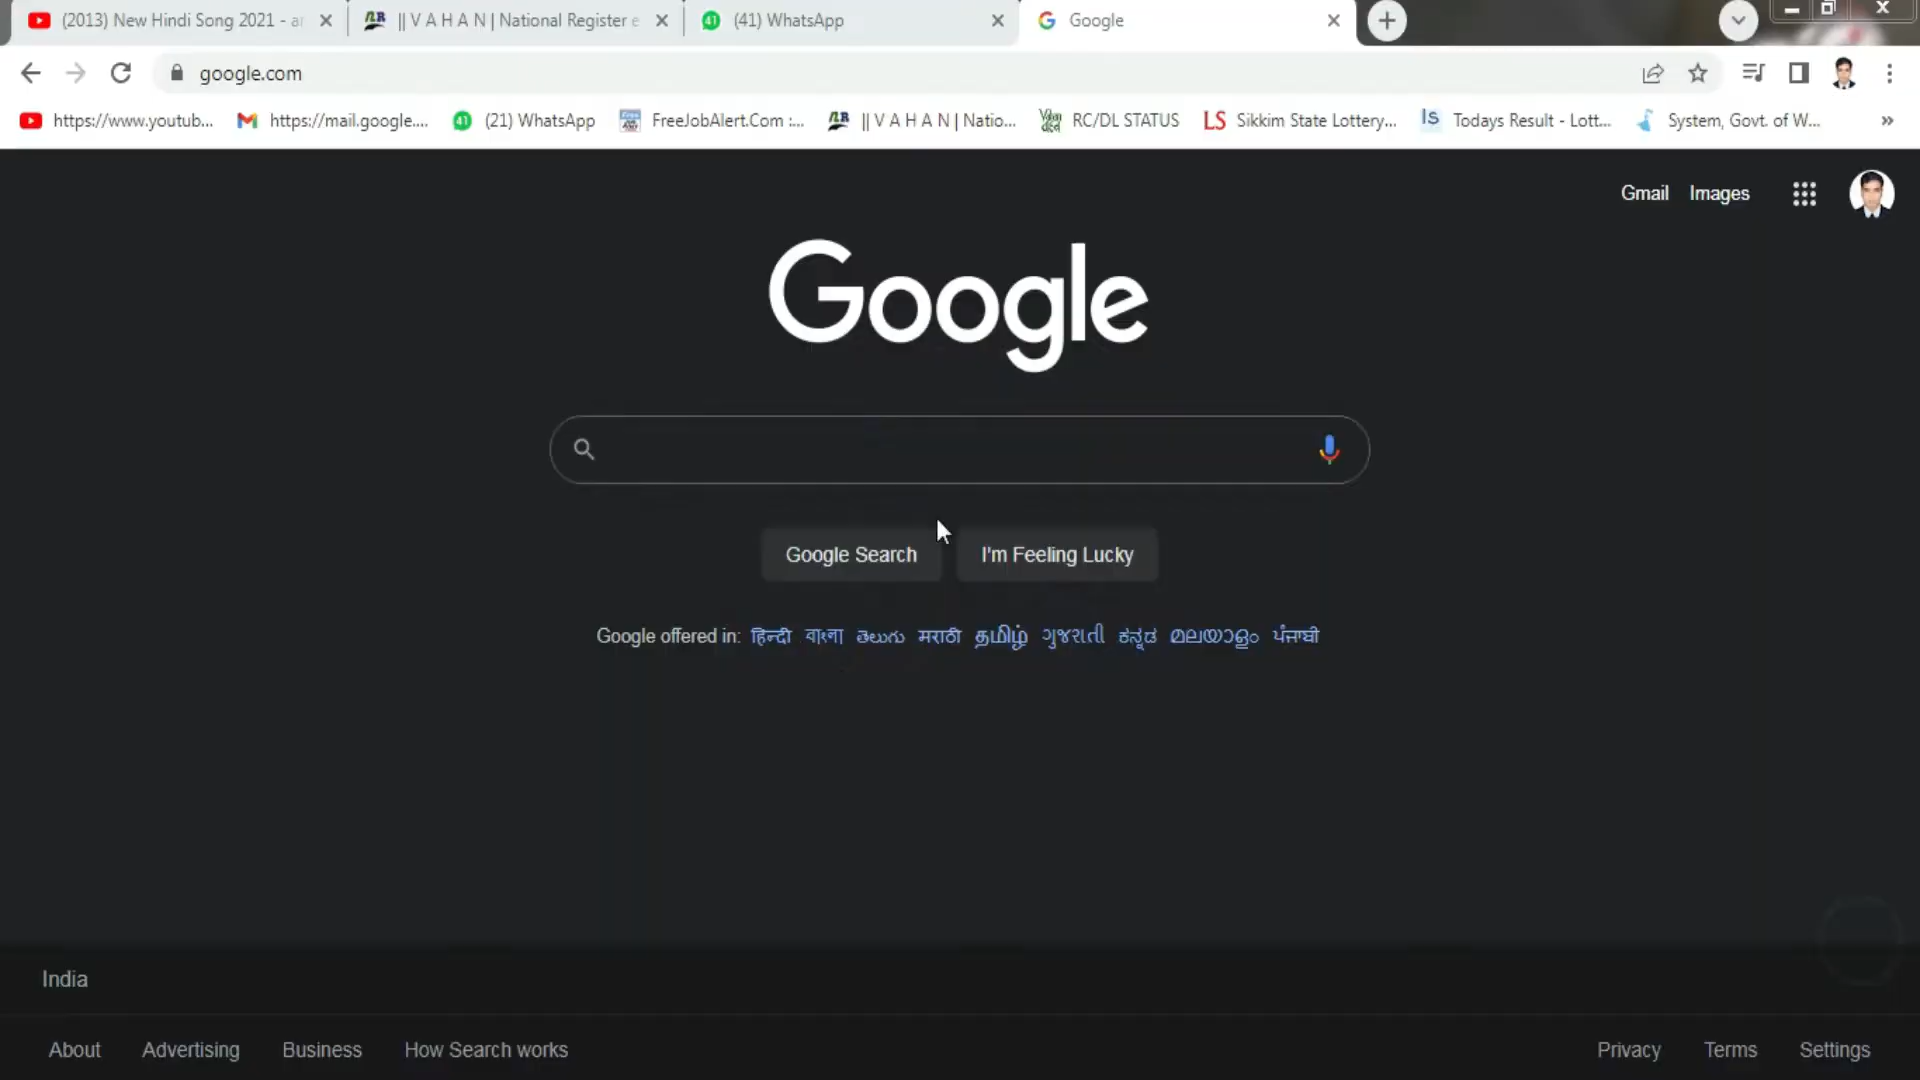 (2013) New Hindi Song 2021 - ar
|| V A H A N | National Register e
(41) WhatsApp
Google
google.com
https://www.youtub...
https://mail.google....
(21) WhatsApp
FreeJobAlert.Com :...
|| V A H A N | Natio...
RC/DL STATUS
LS Sikkim State Lottery...
ls Todays Result - Lott...
System, Govt. of W...
»
Gmail Images
Google
Google Search I'm Feeling Lucky
Google offered in: हिन्दी বাংলা తెలుగు मराठी தமிழ் ગુજરાતી ಕನ್ನಡ മലയാളം ਪੰਜਾਬੀ
India
About Advertising Business How Search works Privacy Terms Settings